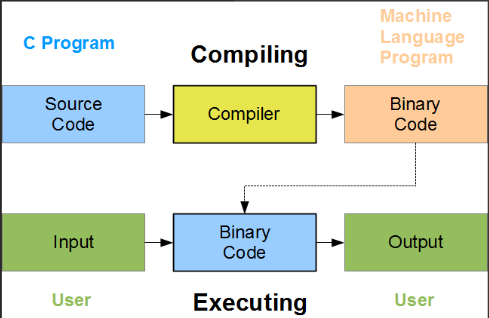 C Program
Compiling
Machine
Language
Program
Source
Code
Compiler
Binary
Code
Input
Binary
Code
Output
User
Executing
User